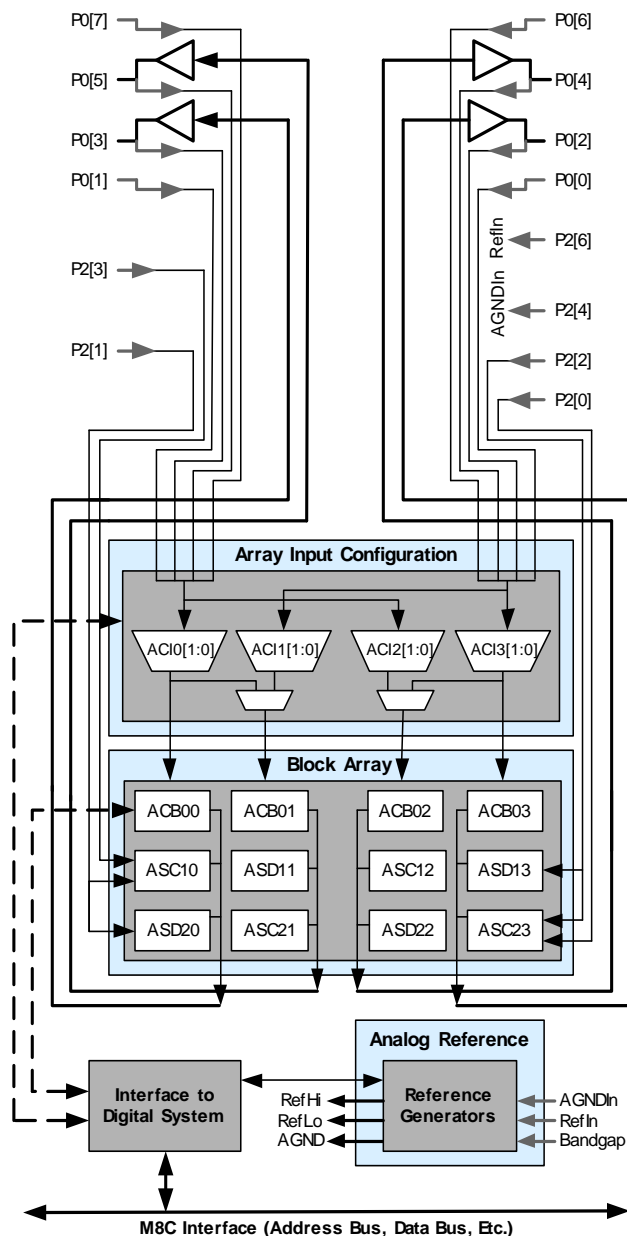 P0[7]
P0[6]
P0[5]
P0[4]
P0[3]
P0[2]
P0[1]
P0[0]
P2[3]
P2[1]
AGNDIn RefIn
P2[6]
P2[4]
P2[2]
P2[0]
Array Input Configuration
ACI0[1:0]
ACI1[1:0]
ACI2[1:0]
ACI3[1:0]
Block Array
ACB00
ACB01
ACB02
ACB03
ASC10
ASD11
ASC12
ASD13
ASD20
ASC21
ASD22
ASC23
Analog Reference
Interface to
Digital System
RefHi
RefLo
AGND
Reference
Generators
AGNDIn
RefIn
Bandgap
M8C Interface (Address Bus, Data Bus, Etc.)